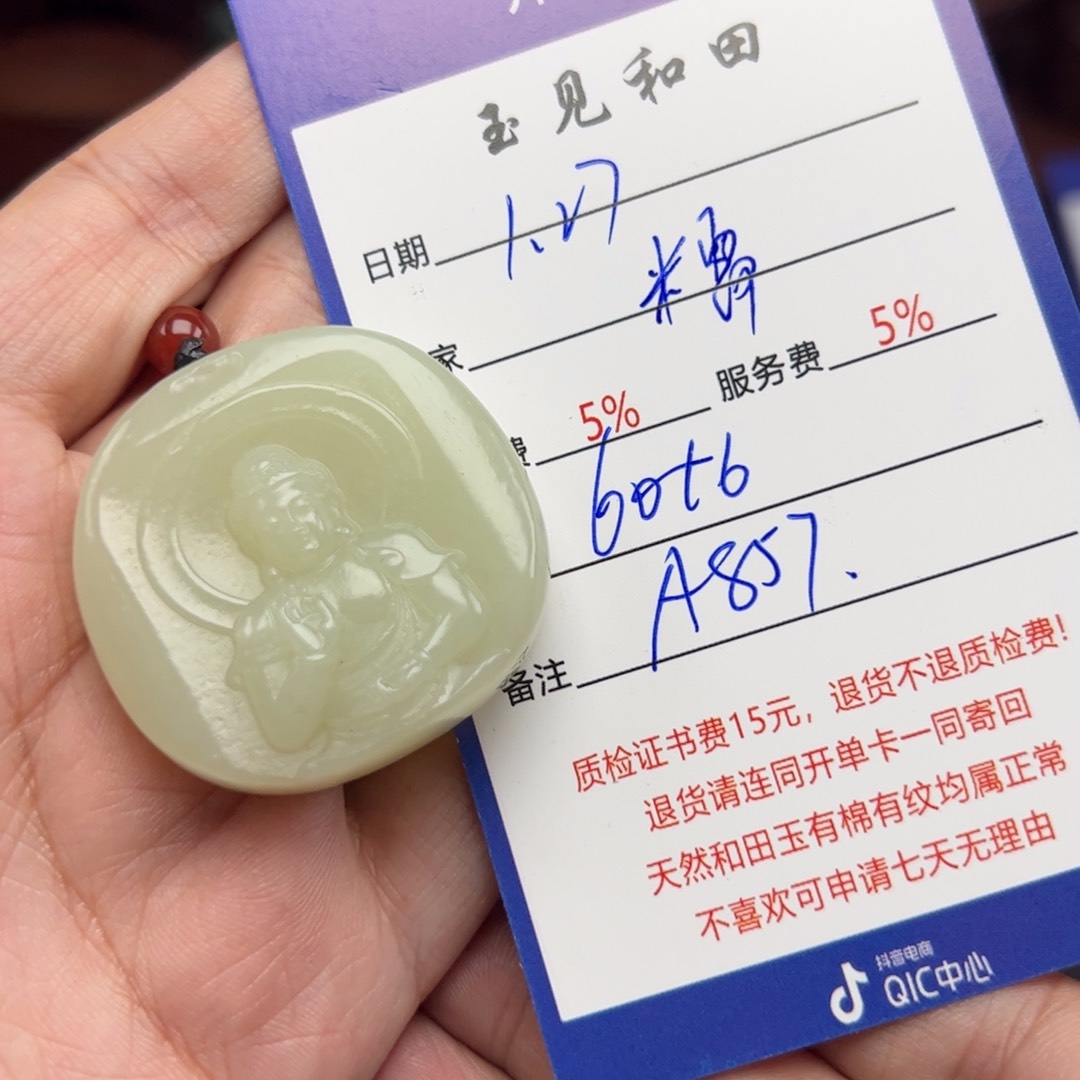 玉见和田
日期 1.27
家
费 5% 服务费 5%
60+6
A857.
备注
质检证书费15元，退货不退质检费！
退货请连同开单卡一同寄回
天然和田玉有棉有纹均属正常
不喜欢可申请七天无理由
抖音电商
QIC中心